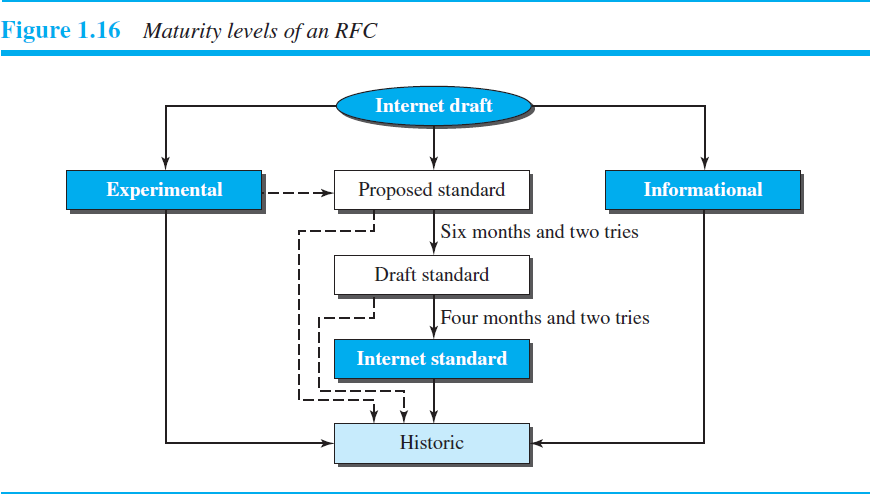 Figure 1.16 Maturity levels of an RFC
Internet draft
Experimental
Proposed standard
Informational
Six months and two tries
Draft standard
Four months and two tries
Internet standard
Historic